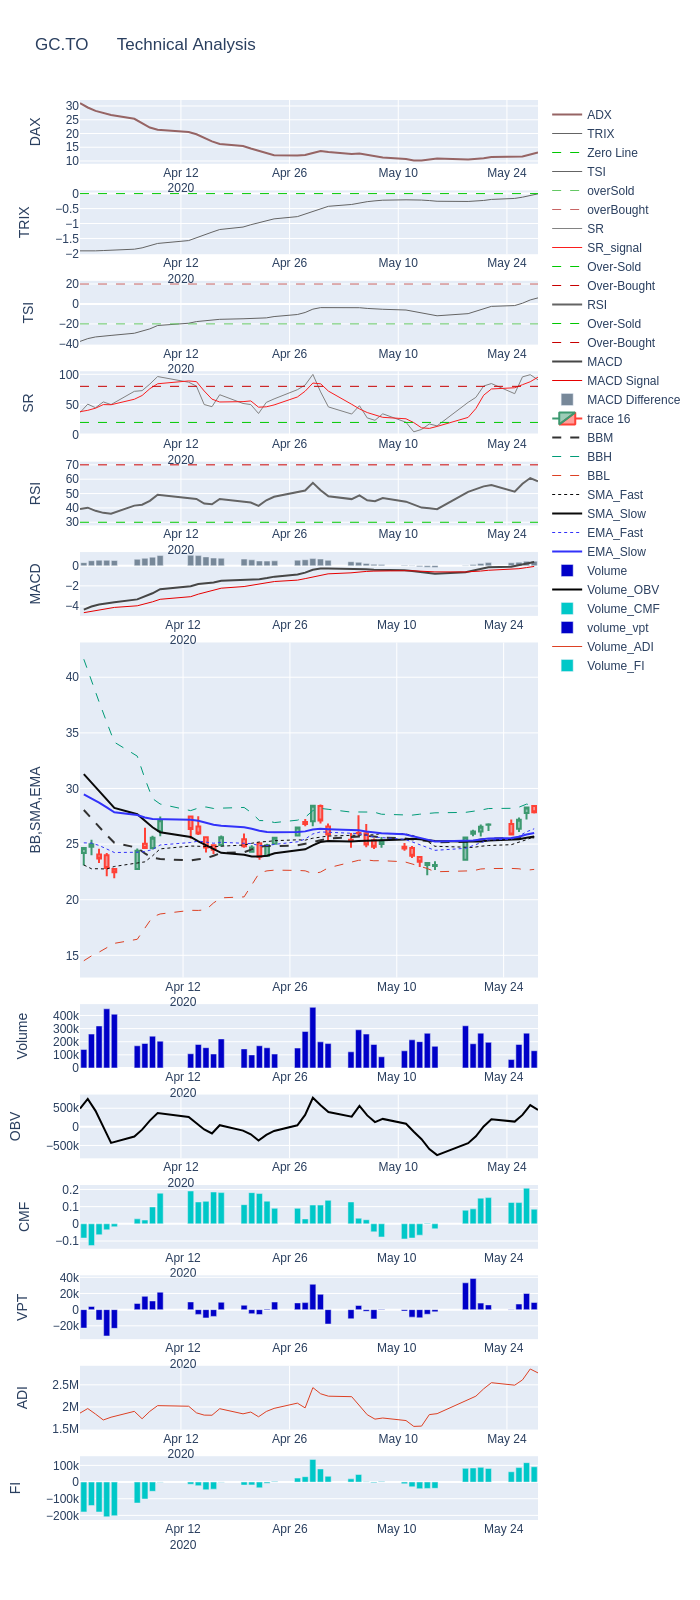 GC.TO Technical Analysis
DAX
30
25
20
15
10
Apr 12
2020
Apr 26
May 10
May 24
TRIX
0
−0.5
−1
−1.5
−2
Apr 12
2020
Apr 26
May 10
May 24
TSI
20
0
−20
−40
Apr 12
2020
Apr 26
May 10
May 24
SR
100
50
0
Apr 12
2020
Apr 26
May 10
May 24
RSI
70
60
50
40
30
Apr 12
2020
Apr 26
May 10
May 24
MACD
0
−2
−4
Apr 12
2020
Apr 26
May 10
May 24
BB,SMA,EMA
40
35
30
25
20
15
Apr 12
2020
Apr 26
May 10
May 24
Volume
400k
300k
200k
100k
0
Apr 12
2020
Apr 26
May 10
May 24
OBV
500k
0
−500k
Apr 12
2020
Apr 26
May 10
May 24
CMF
0.2
0.1
0
−0.1
Apr 12
2020
Apr 26
May 10
May 24
VPT
40k
20k
0
−20k
Apr 12
2020
Apr 26
May 10
May 24
ADI
2.5M
2M
1.5M
Apr 12
2020
Apr 26
May 10
May 24
FI
100k
0
−100k
−200k
Apr 12
2020
Apr 26
May 10
May 24
ADX
TRIX
Zero Line
TSI
overSold
overBought
SR
SR_signal
Over-Sold
Over-Bought
RSI
Over-Sold
Over-Bought
MACD
MACD Signal
MACD Difference
trace 16
BBM
BBH
BBL
SMA_Fast
SMA_Slow
EMA_Fast
EMA_Slow
Volume
Volume_OBV
Volume_CMF
volume_vpt
Volume_ADI
Volume_FI